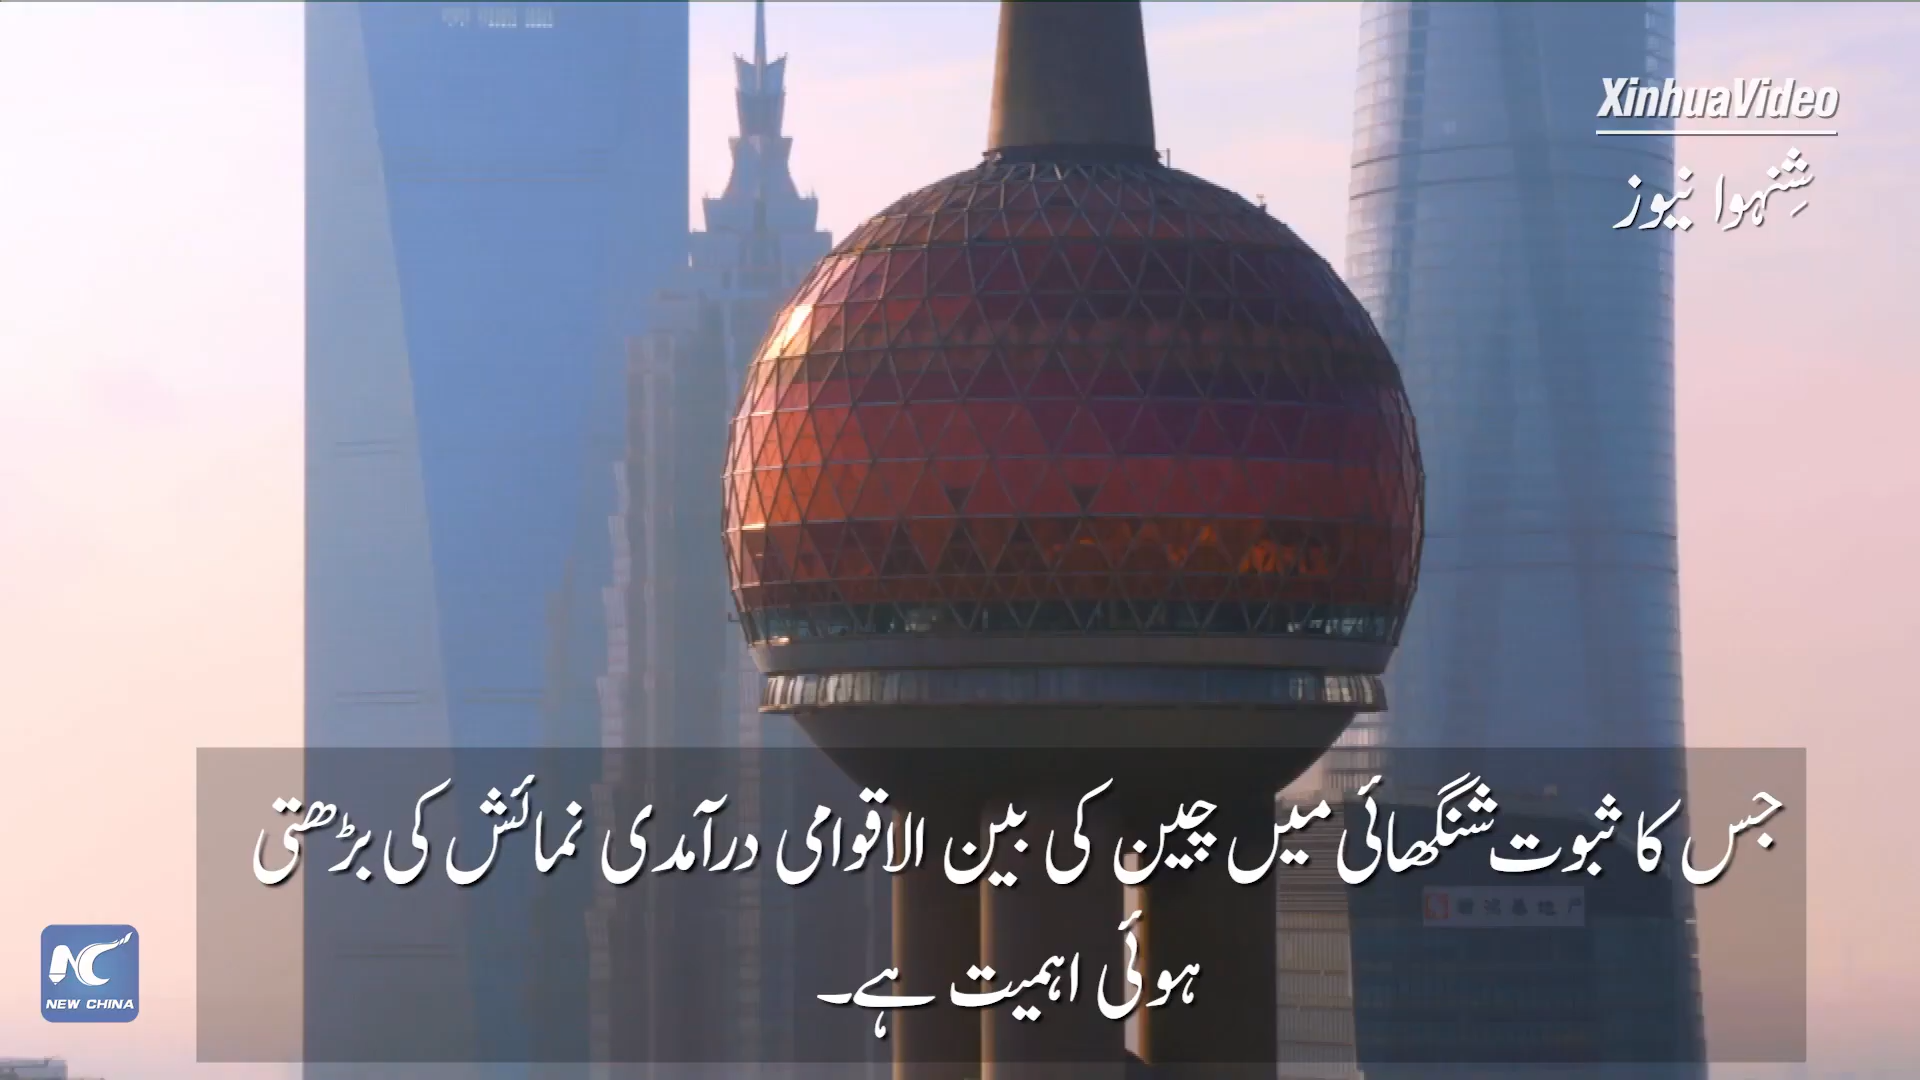 XinhuaVideo
شِنہوا نیوز
جس کا ثبوت شنگھائی میں چین کی بین الاقوامی درآمدی نمائش کی بڑھتی
ہوئی اہمیت ہے۔
NEW CHINA